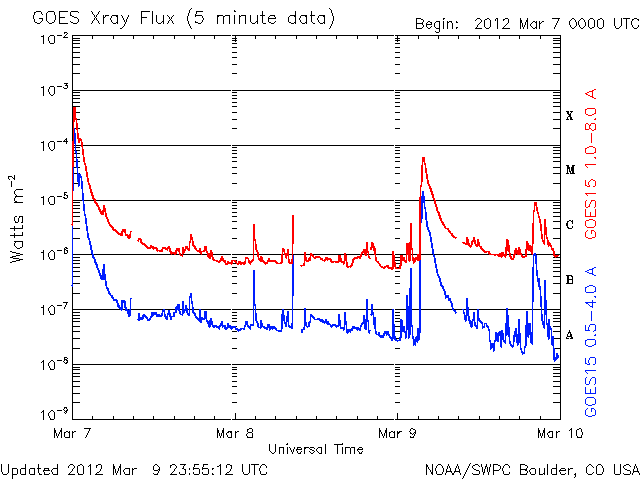 GOES Xray Flux (5 minute data)
Begin: 2012 Mar 7 0000 UTC
10-2
10-3
10-4
10-5
10-6
10-7
10-8
10-9
Watts m-2
X
M
C
B
A
GOES15 1.0-8.0 A
GOES15 0.5-4.0 A
Mar 7
Mar 8
Mar 9
Mar 10
Universal Time
Updated 2012 Mar 9 23:55:12 UTC
NOAA/SWPC Boulder, CO USA